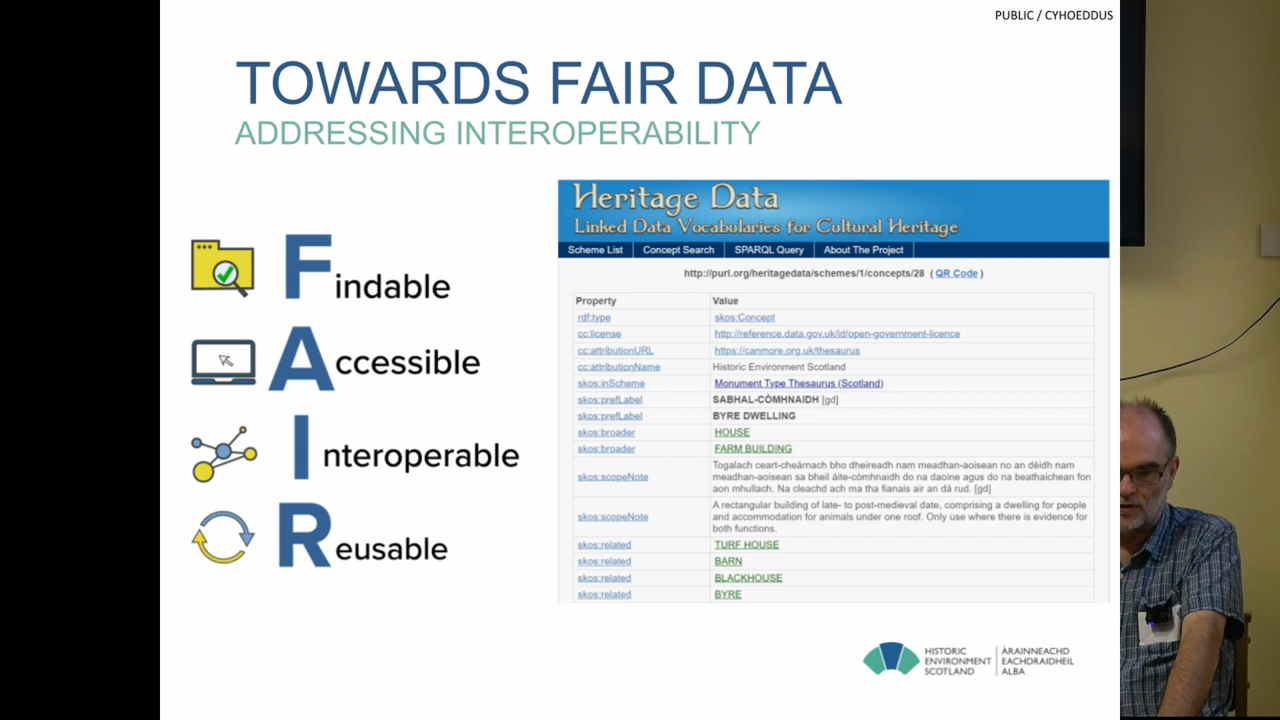 PUBLIC / CYHOEDDUS
TOWARDS FAIR DATA
ADDRESSING INTEROPERABILITY
Findable
Accessible
Interoperable
Reusable
Heritage Data
Linked Data Vocabularies for Cultural Heritage
Scheme List Concept Search SPARQL Query About The Project
http://purl.org/heritagedata/schemes/1/concepts/28 ( QR Code )
Property Value
rdf:type skos:Concept
cc:license http://reference.data.gov.uk/id/open-government-licence
cc:attributionURL https://canmore.org.uk/thesaurus
cc:attributionName Historic Environment Scotland
skos:inScheme Monument Type Thesaurus (Scotland)
skos:prefLabel SABHAL-CÒMHNAIDH [gd]
skos:prefLabel BYRE DWELLING
skos:broader HOUSE
skos:broader FARM BUILDING
skos:scopeNote Togalach ceart-cheàrnach bho dheireadh nam meadhan-aoisean no an dèidh nam
meadhan-aoisean sa bheil àite-còmhnaidh do na daoine agus do na beathaichean fon
aon mhullach. Na cleachd ach ma tha fianais air an dà rud. [gd]
skos:scopeNote A rectangular building of late- to post-medieval date, comprising a dwelling for people
and accommodation for animals under one roof. Only use where there is evidence for
both functions.
skos:related TURF HOUSE
skos:related BARN
skos:related BLACKHOUSE
skos:related BYRE
HISTORIC
ENVIRONMENT
SCOTLAND
ÀRAINNEACHD
EACHDRAIDHEIL
ALBA